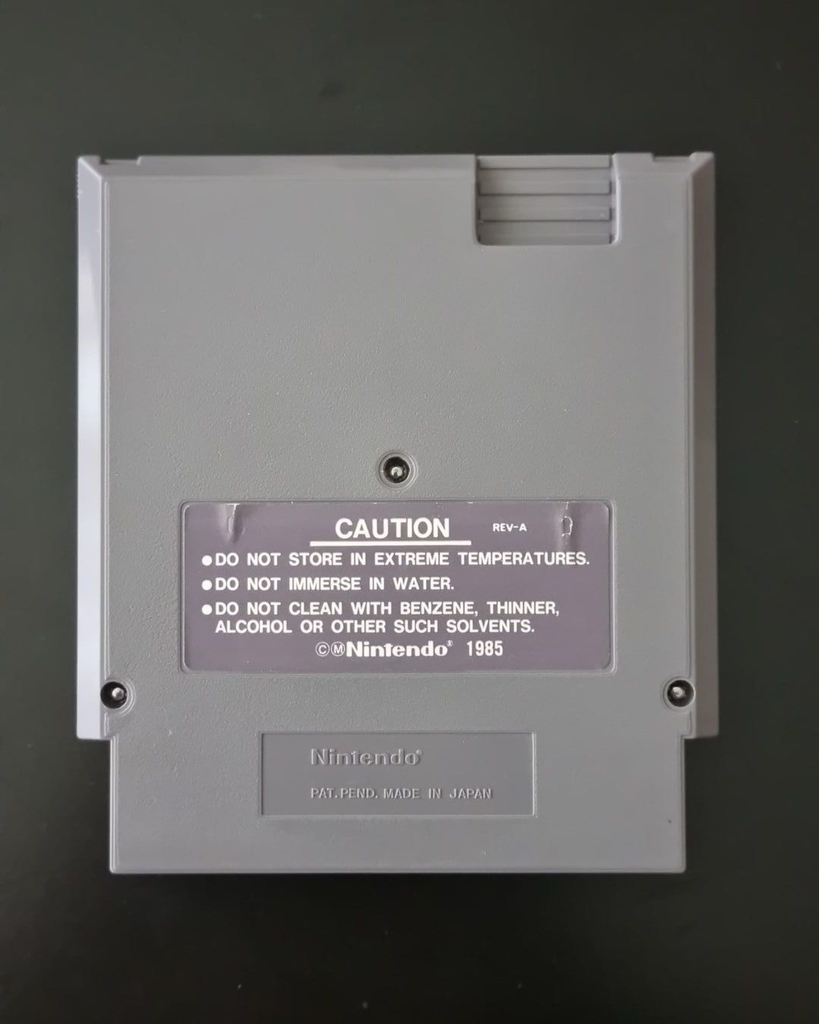 CAUTION REV-A
●DO NOT STORE IN EXTREME TEMPERATURES.
●DO NOT IMMERSE IN WATER.
●DO NOT CLEAN WITH BENZENE, THINNER,
ALCOHOL OR OTHER SUCH SOLVENTS.
©ⓂNintendo® 1985
Nintendo®
PAT. PEND. MADE IN JAPAN